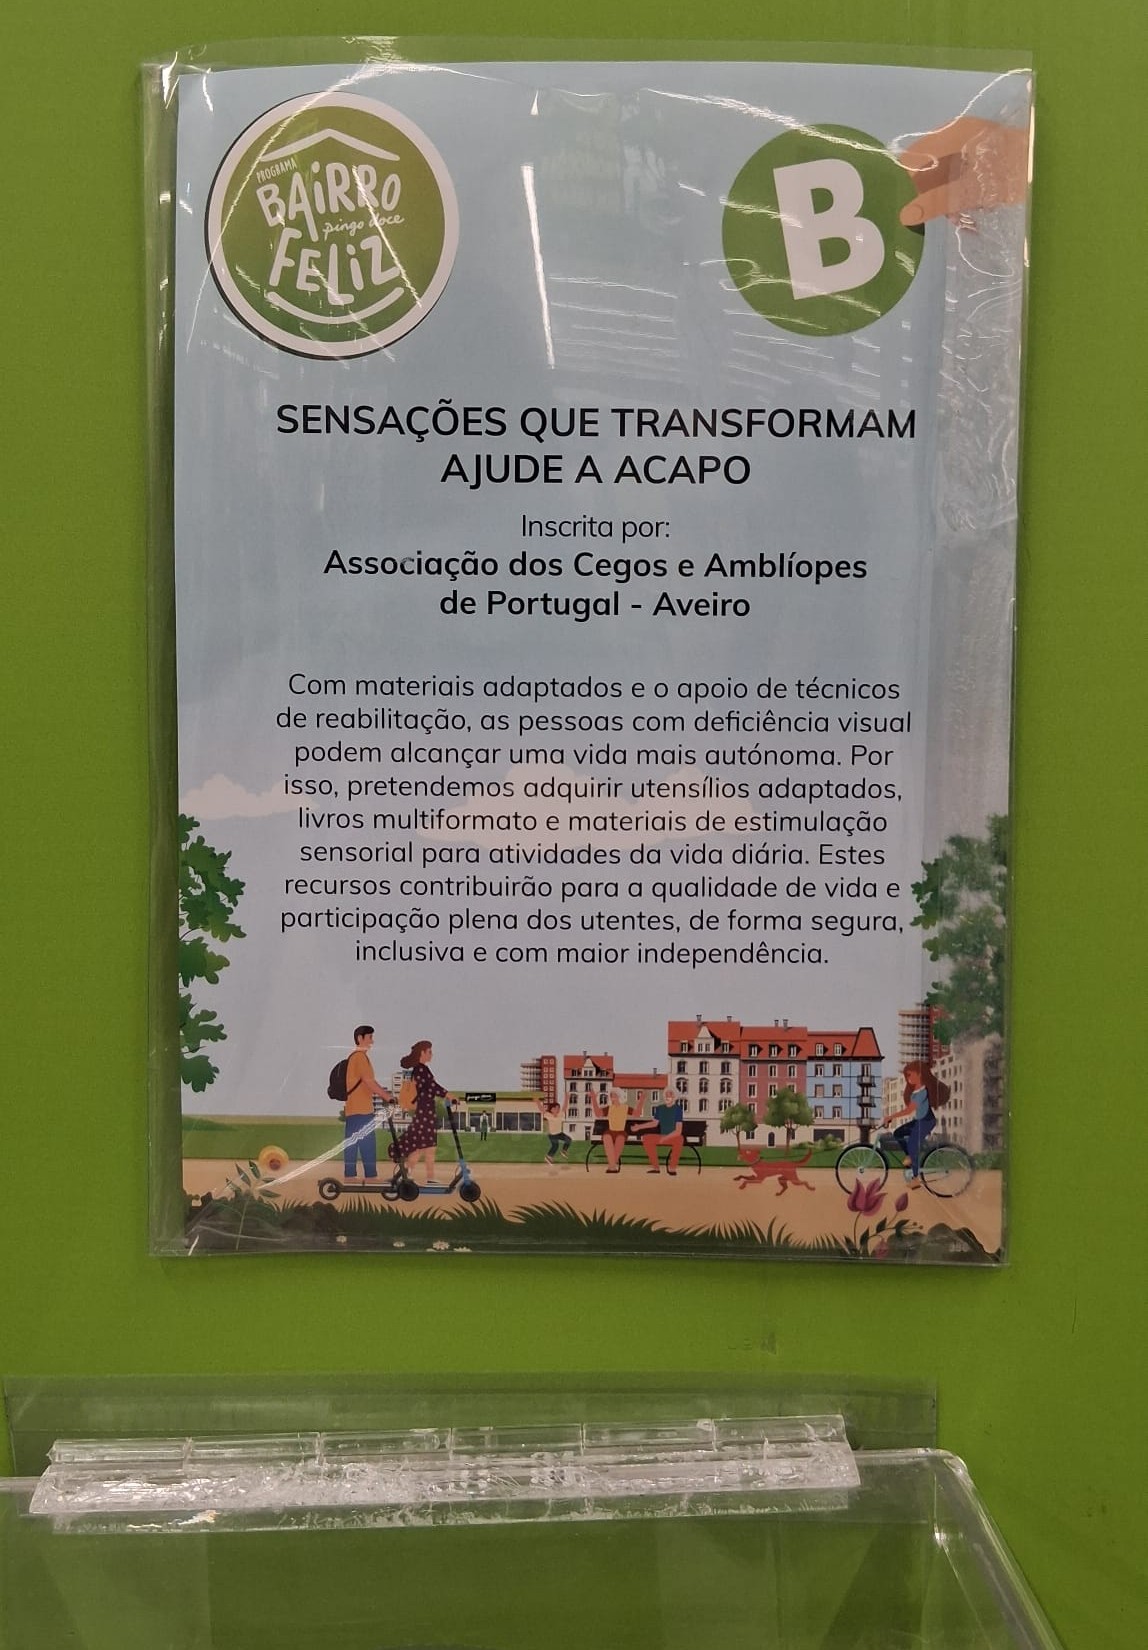 PROGRAMA
BAIRRO
pingo doce
FELIZ
B
SENSAÇÕES QUE TRANSFORMAM
AJUDE A ACAPO
Inscrita por:
Associação dos Cegos e Amblíopes
de Portugal - Aveiro
Com materiais adaptados e o apoio de técnicos
de reabilitação, as pessoas com deficiência visual
podem alcançar uma vida mais autónoma. Por
isso, pretendemos adquirir utensílios adaptados,
livros multiformato e materiais de estimulação
sensorial para atividades da vida diária. Estes
recursos contribuirão para a qualidade de vida e
participação plena dos utentes, de forma segura,
inclusiva e com maior independência.